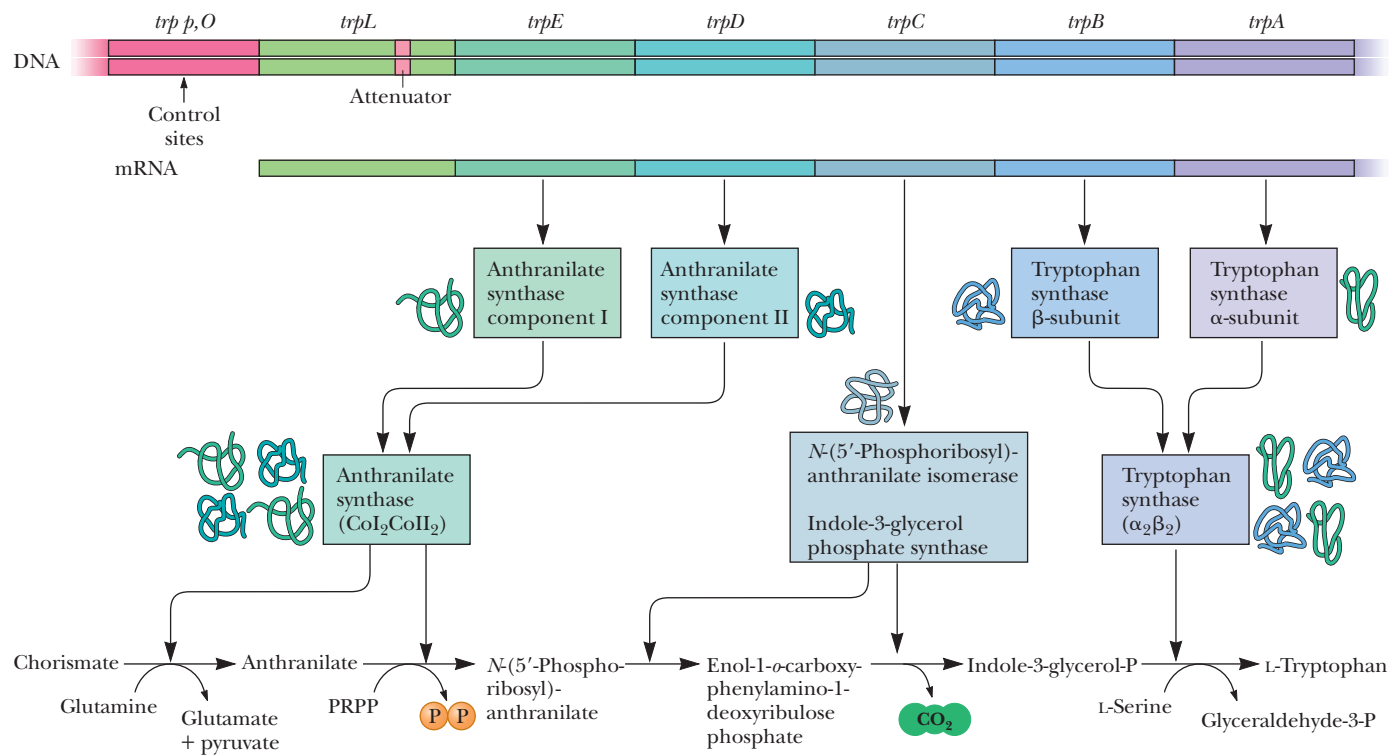 trp p, O trpL trpE trpD trpC trpB trpA
DNA
Attenuator
Control
sites
mRNA
Anthranilate
synthase
component I
Anthranilate
synthase
component II
Tryptophan
synthase
β-subunit
Tryptophan
synthase
α-subunit
Anthranilate
synthase
(CoI₂CoII₂)
N-(5′-Phosphoribosyl)-
anthranilate isomerase
Indole-3-glycerol
phosphate synthase
Tryptophan
synthase
(α₂β₂)
Chorismate
Glutamine
Glutamate
+ pyruvate
Anthranilate
PRPP
P P
N-(5′-Phospho-
ribosyl)-
anthranilate
Enol-1-o-carboxy-
phenylamino-1-
deoxyribulose
phosphate
CO₂
Indole-3-glycerol-P
L-Serine
Glyceraldehyde-3-P
L-Tryptophan